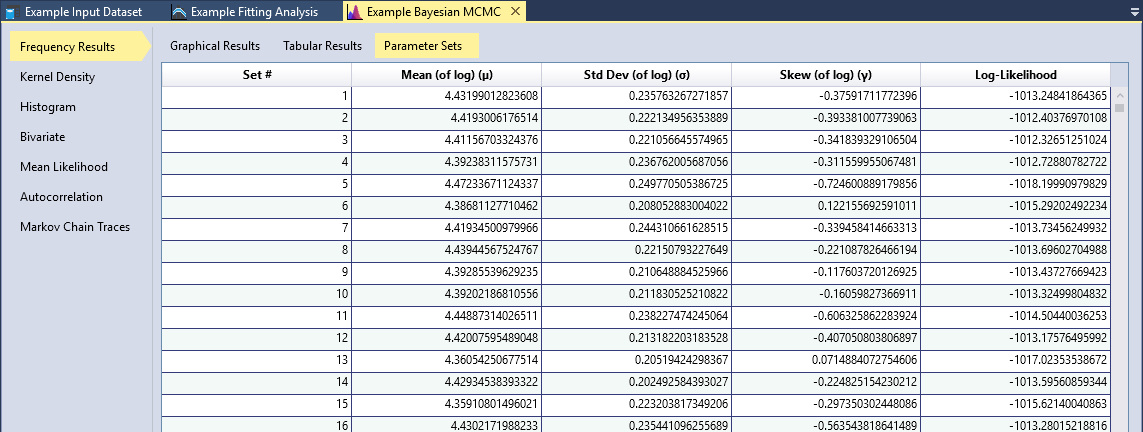 Example Input Dataset Example Fitting Analysis Example Bayesian MCMC
Frequency Results
Kernel Density
Histogram
Bivariate
Mean Likelihood
Autocorrelation
Markov Chain Traces
Graphical Results Tabular Results Parameter Sets
Set # Mean (of log) (µ) Std Dev (of log) (σ) Skew (of log) (γ) Log-Likelihood
1 4.43199012823608 0.235763267271857 -0.37591711772396 -1013.24841864365
2 4.4193006176514 0.222134956353889 -0.393381007739063 -1012.40376970108
3 4.41156703324376 0.221056645574965 -0.341839329106504 -1012.32651251024
4 4.39238311575731 0.236762005687056 -0.311559955067481 -1012.72880782722
5 4.47233671124337 0.249770505386725 -0.724600889179856 -1018.19990979829
6 4.38681127710462 0.208052883004022 0.122155692591011 -1015.29202492234
7 4.41934500979966 0.244310661628515 -0.339458414663313 -1013.73456249932
8 4.43944567524767 0.22150793227649 -0.221087826466194 -1013.69602704988
9 4.39285539629235 0.210648884525966 -0.117603720126925 -1013.43727669423
10 4.39202186810556 0.211830525210822 -0.16059827366911 -1013.32499804832
11 4.44887314026511 0.238227474245064 -0.606325862283924 -1014.50440036253
12 4.42007595489048 0.213182203183528 -0.407050803806897 -1013.17576495992
13 4.36054250677514 0.20519424298367 0.0714884072754606 -1017.02353538672
14 4.42934538393322 0.202492584393027 -0.224825154230212 -1013.59560859344
15 4.35910801496021 0.223203817349206 -0.297350302448086 -1015.62140040863
16 4.4302171988233 0.235441096255689 -0.563543818641489 -1013.28015218816